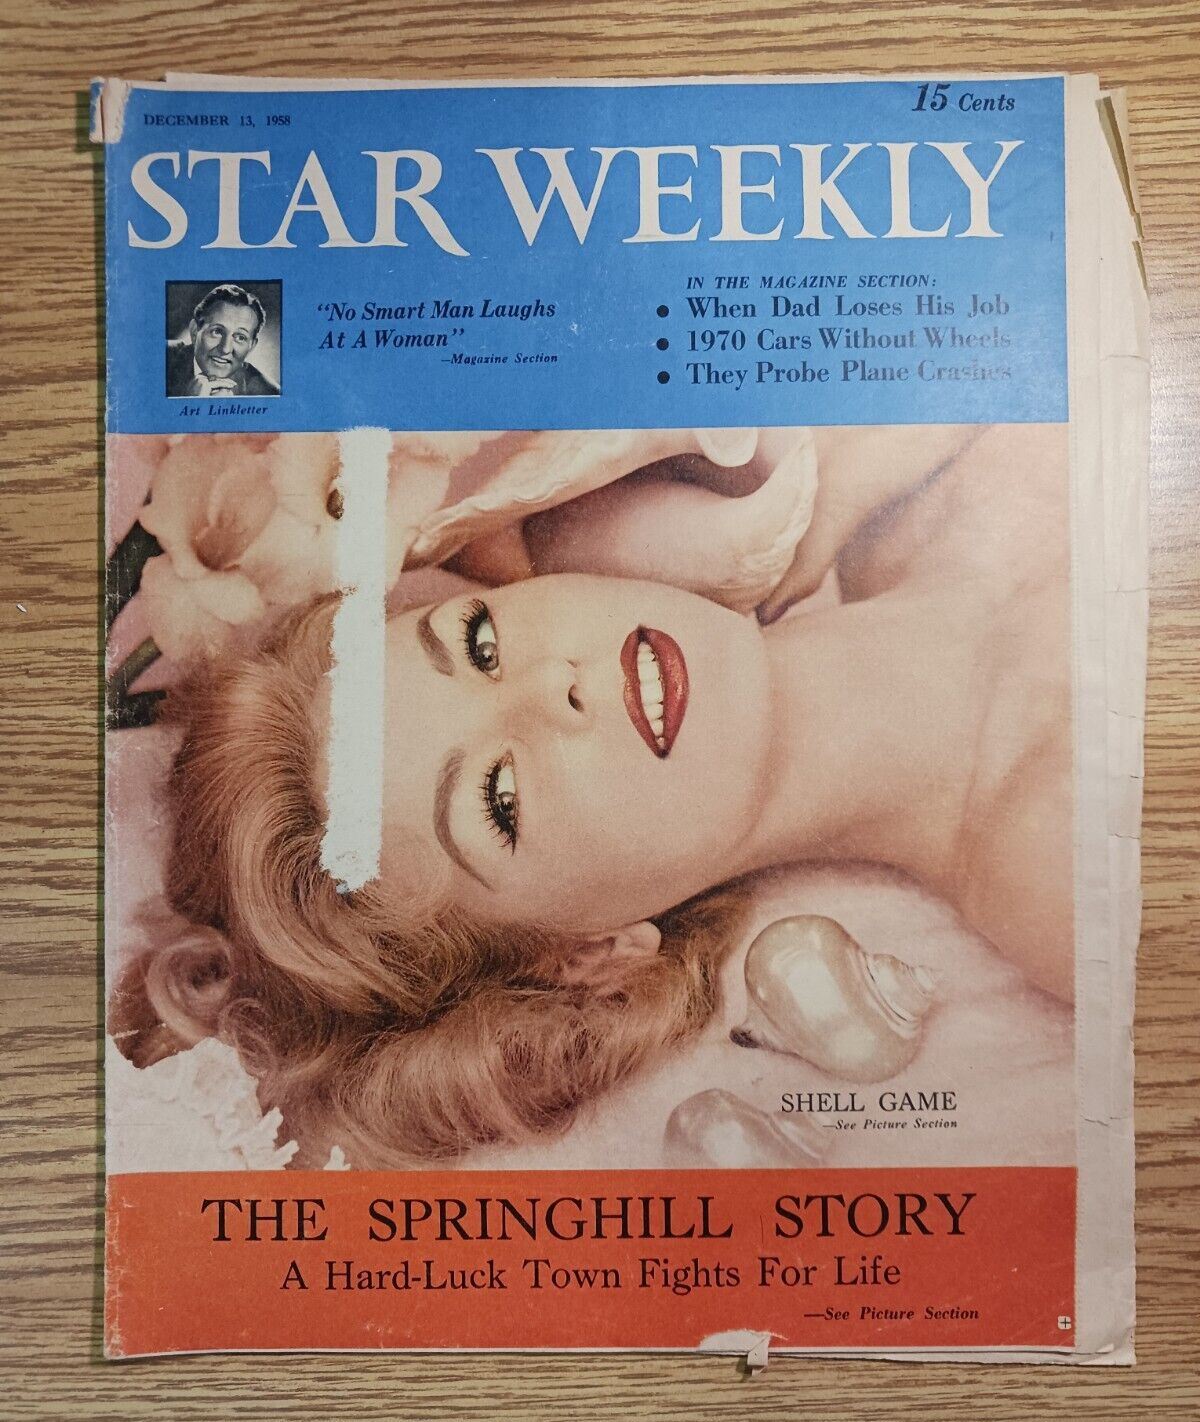 DECEMBER 13, 1958
15 Cents
STAR WEEKLY
"No Smart Man Laughs
At A Woman"
—Magazine Section
Art Linkletter
IN THE MAGAZINE SECTION:
• When Dad Loses His Job
• 1970 Cars Without Wheels
• They Probe Plane Crashes
SHELL GAME
—See Picture Section
THE SPRINGHILL STORY
A Hard-Luck Town Fights For Life
—See Picture Section